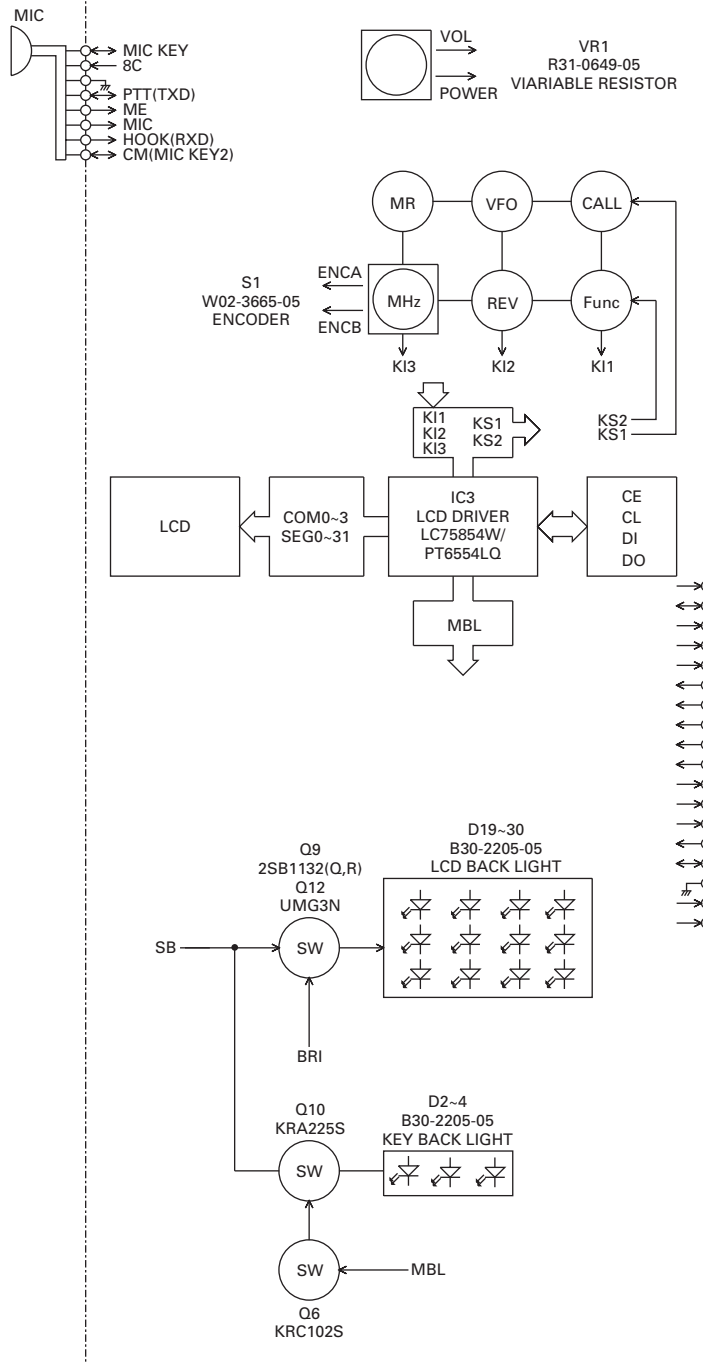 MIC
MIC KEY
8C
PTT(TXD)
ME
MIC
HOOK(RXD)
CM(MIC KEY2)
VOL
POWER
VR1
R31-0649-05
VIARIABLE RESISTOR
MR
VFO
CALL
S1
W02-3665-05
ENCODER
ENCA
ENCB
MHz
REV
Func
KI3
KI2
KI1
KI1
KI2
KI3
KS1
KS2
KS2
KS1
LCD
COM0~3
SEG0~31
IC3
LCD DRIVER
LC75854W/
PT6554LQ
CE
CL
DI
DO
MBL
Q9
2SB1132(Q,R)
Q12
UMG3N
D19~30
B30-2205-05
LCD BACK LIGHT
SB
SW
BRI
Q10
KRA225S
D2~4
B30-2205-05
KEY BACK LIGHT
SW
SW
MBL
Q6
KRC102S